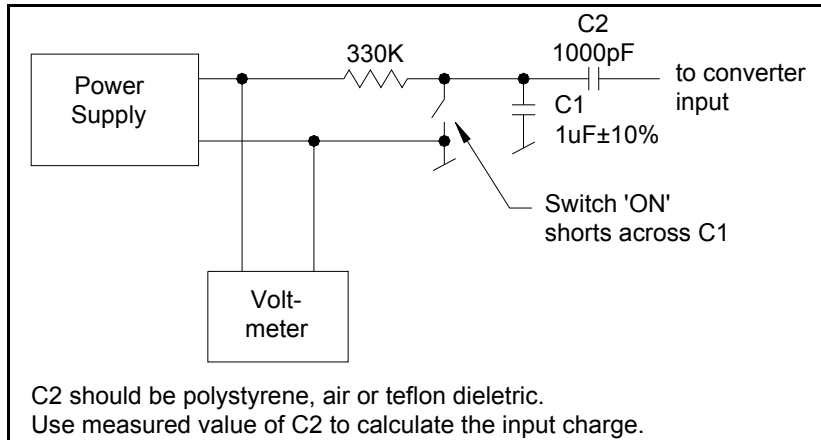 C2
1000pF
330K
to converter
input
Power
Supply
C1
1uF±10%
Switch 'ON'
shorts across C1
Volt-
meter
C2 should be polystyrene, air or teflon dieletric.
Use measured value of C2 to calculate the input charge.